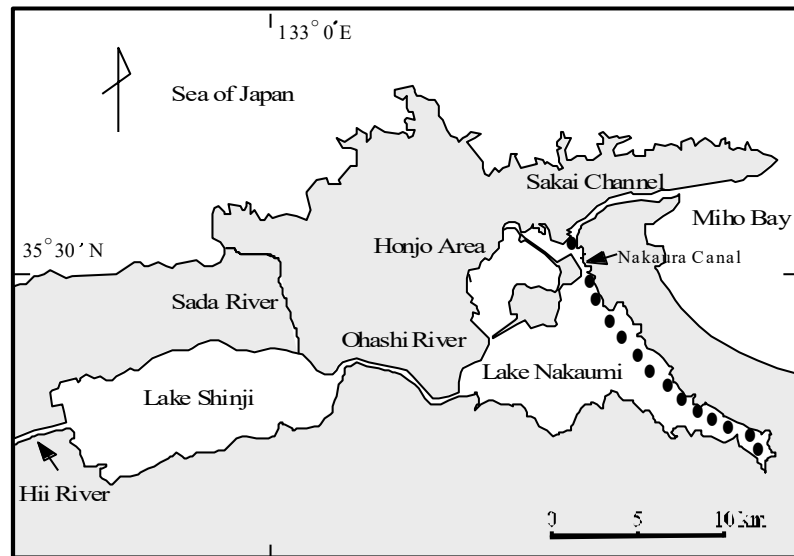 133° 0' E
Sea of Japan
Sakai Channel
Miho Bay
35° 30' N
Honjo Area
Nakaura Canal
Sada River
Ohashi River
Lake Nakaumi
Lake Shinji
Hii River
0 5 10 km